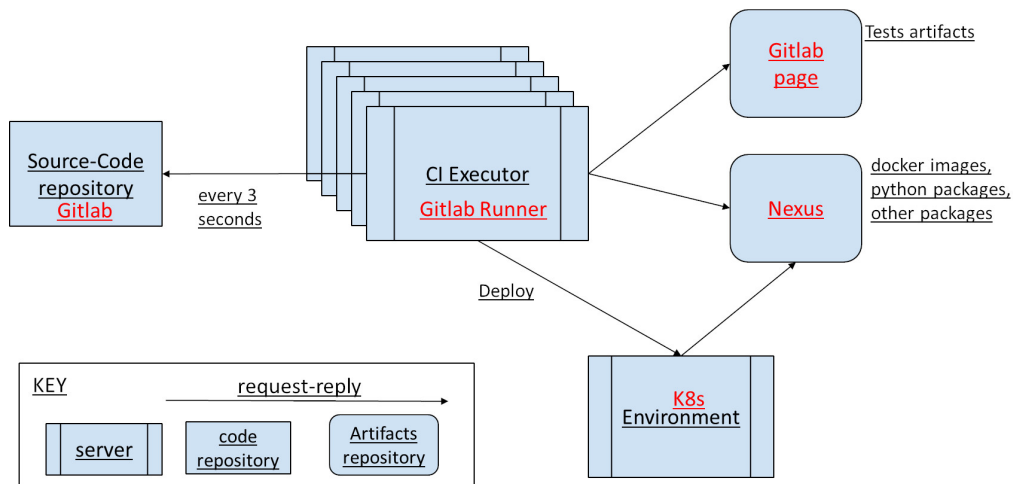 Tests artifacts
Gitlab
page
Source-Code
repository
Gitlab
every 3
seconds
CI Executor
Gitlab Runner
docker images,
python packages,
other packages
Nexus
Deploy
K8s
Environment
KEY
request-reply
server
code
repository
Artifacts
repository